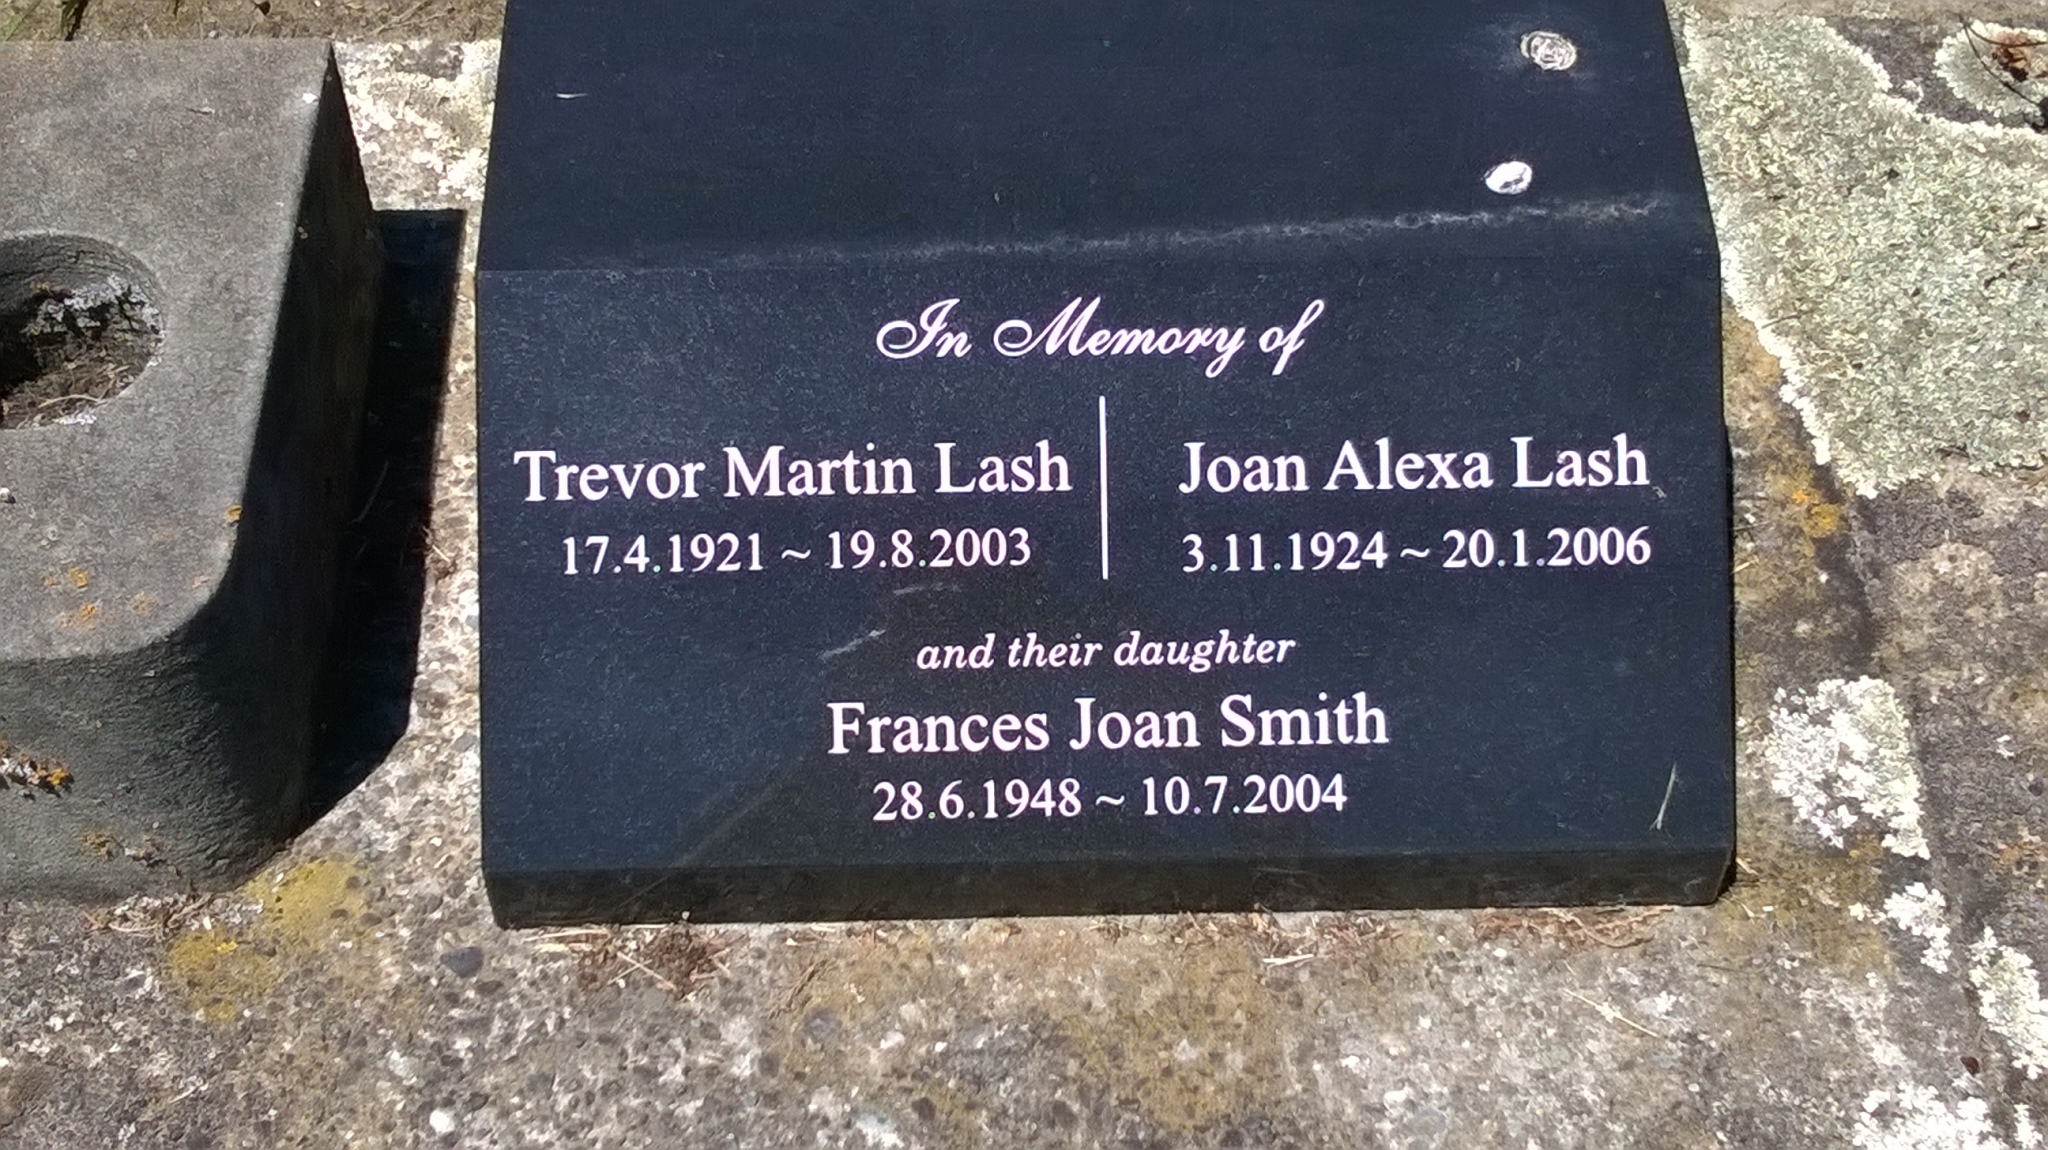 In Memory of
Trevor Martin Lash
17.4.1921 ~ 19.8.2003
Joan Alexa Lash
3.11.1924 ~ 20.1.2006
and their daughter
Frances Joan Smith
28.6.1948 ~ 10.7.2004